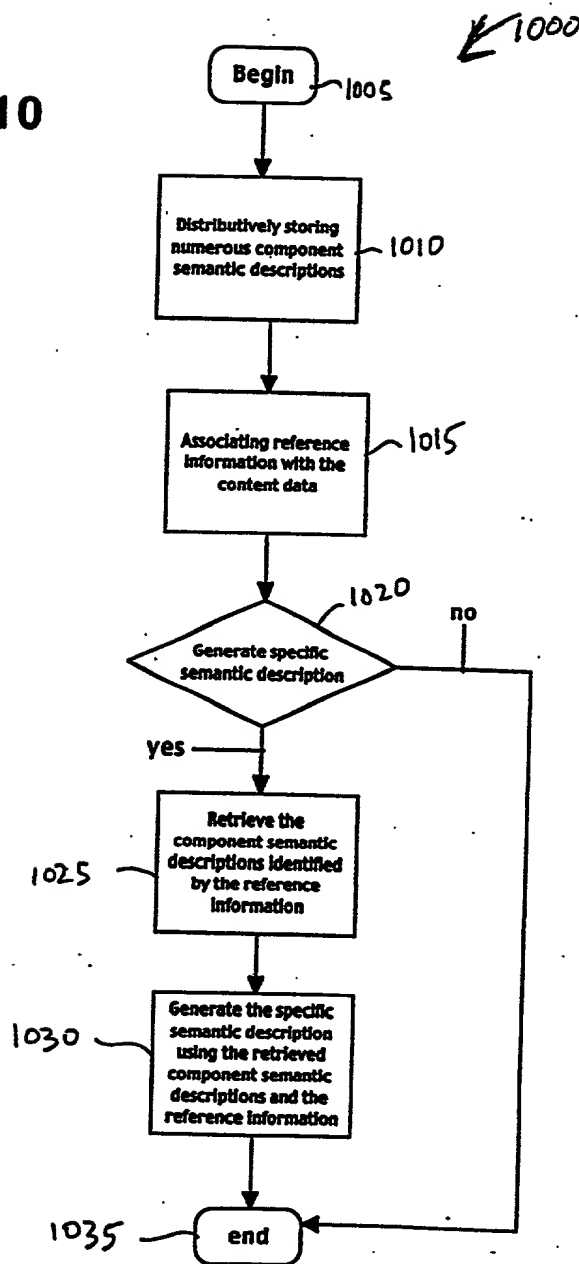 1000
Begin
1005
10
Distributively storing
numerous component
semantic descriptions
1010
Associating reference
information with the
content data
1015
1020
no
Generate specific
semantic description
yes
Retrieve the
component semantic
descriptions identified
by the reference
information
1025
Generate the specific
semantic description
using the retrieved
component semantic
descriptions and the
reference information
1030
end
1035